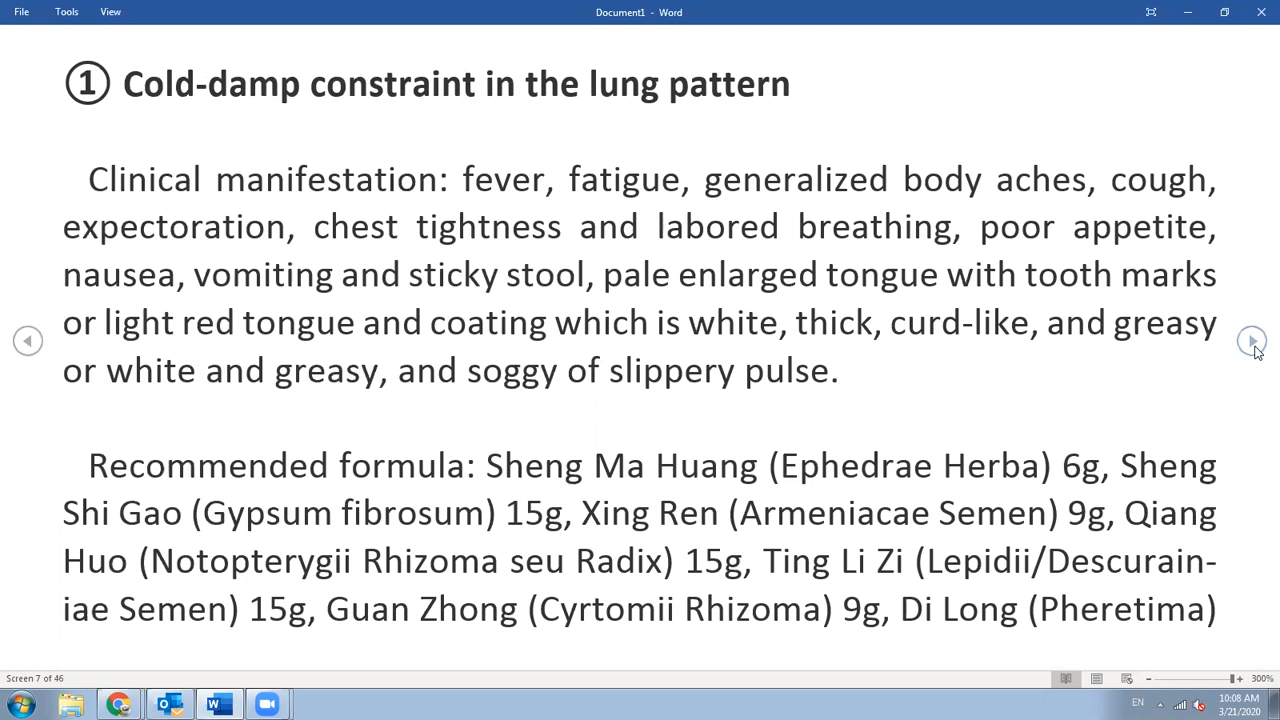 File Tools View Document1 - Word
① Cold-damp constraint in the lung pattern
Clinical manifestation: fever, fatigue, generalized body aches, cough,
expectoration, chest tightness and labored breathing, poor appetite,
nausea, vomiting and sticky stool, pale enlarged tongue with tooth marks
or light red tongue and coating which is white, thick, curd-like, and greasy
or white and greasy, and soggy of slippery pulse.
Recommended formula: Sheng Ma Huang (Ephedrae Herba) 6g, Sheng
Shi Gao (Gypsum fibrosum) 15g, Xing Ren (Armeniacae Semen) 9g, Qiang
Huo (Notopterygii Rhizoma seu Radix) 15g, Ting Li Zi (Lepidii/Descurain-
iae Semen) 15g, Guan Zhong (Cyrtomii Rhizoma) 9g, Di Long (Pheretima)
Screen 7 of 46 300%
EN 10:08 AM
3/21/2020